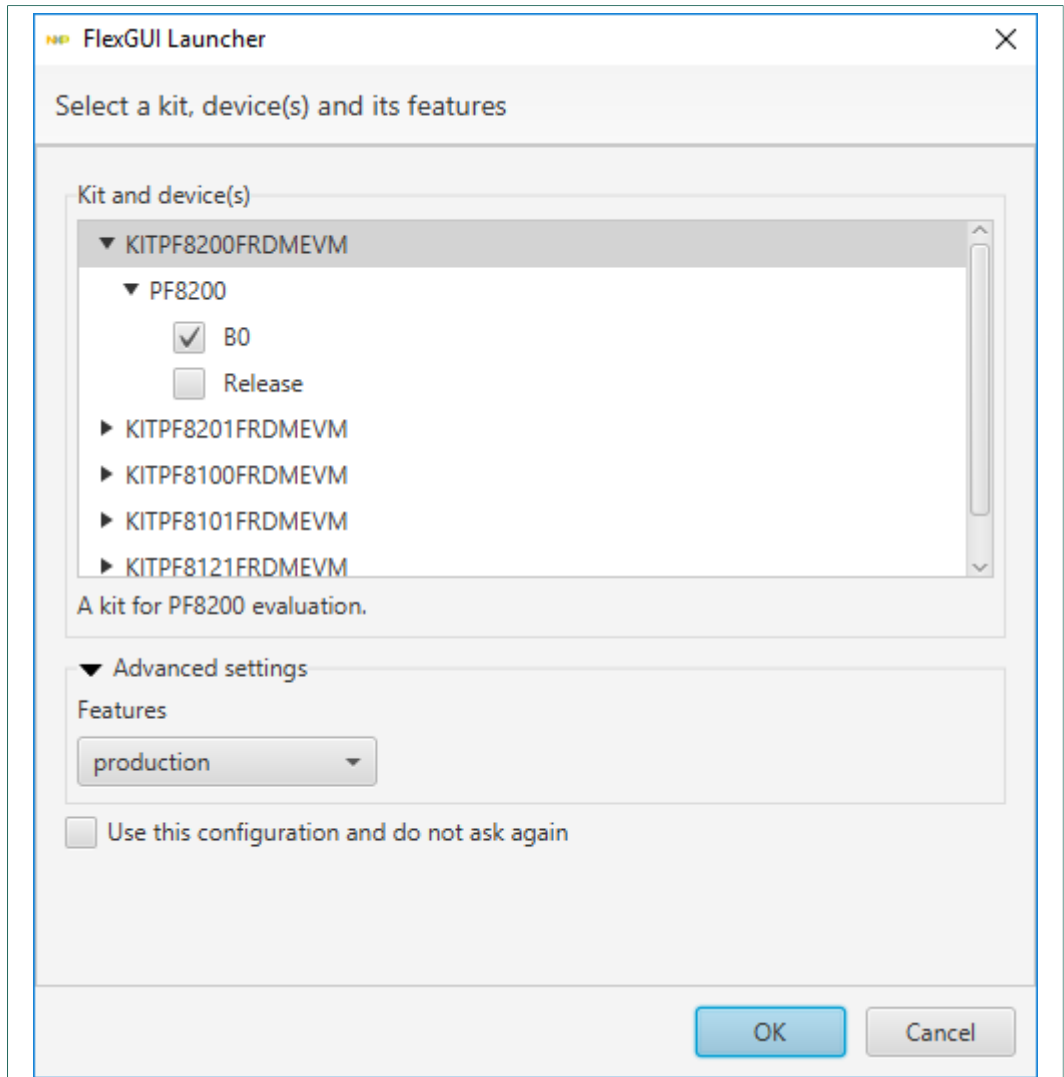 NXP FlexGUI Launcher
Select a kit, device(s) and its features
Kit and device(s)
KITPF8200FRDMEVM
PF8200
B0
Release
KITPF8201FRDMEVM
KITPF8100FRDMEVM
KITPF8101FRDMEVM
KITPF8121FRDMEVM
A kit for PF8200 evaluation.
Advanced settings
Features
production
Use this configuration and do not ask again
OK Cancel